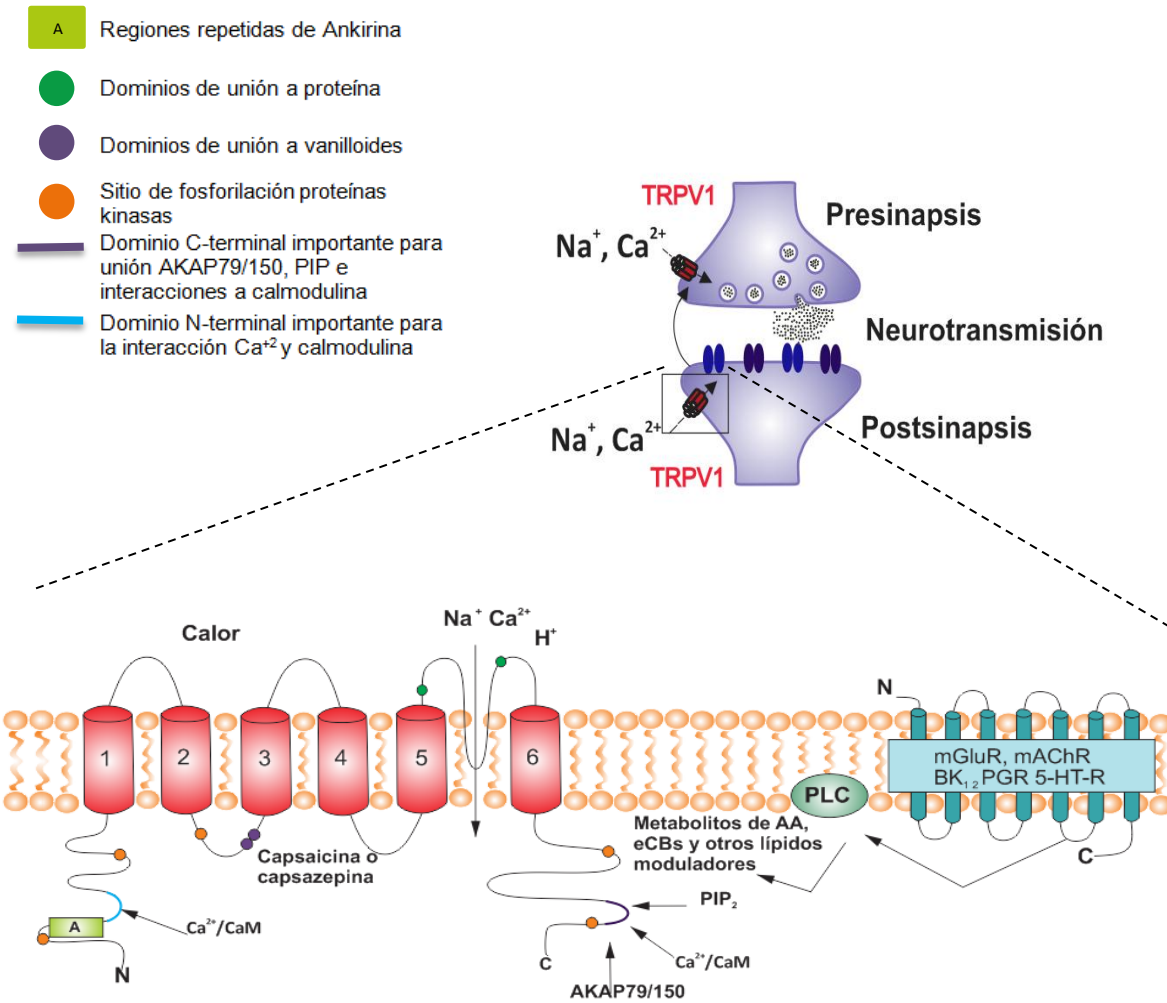 A
Regiones repetidas de Ankirina
Dominios de unión a proteína
Dominios de unión a vanilloides
Sitio de fosforilación proteínas
kinasas
Dominio C-terminal importante para
unión AKAP79/150, PIP e
interacciones a calmodulina
Dominio N-terminal importante para
la interacción Ca⁺² y calmodulina
TRPV1
Na⁺, Ca²⁺
Presinapsis
Neurotransmisión
Na⁺, Ca²⁺
Postsinapsis
TRPV1
Calor
Na⁺ Ca²⁺
H⁺
1
2
3
4
5
6
N
mGluR, mAChR
BK₁,₂PGR 5-HT-R
C
PLC
Metabolitos de AA,
eCBs y otros lípidos
moduladores
Capsaicina o
capsazepina
PIP₂
Ca²⁺/CaM
A
N
C
Ca²⁺/CaM
AKAP79/150